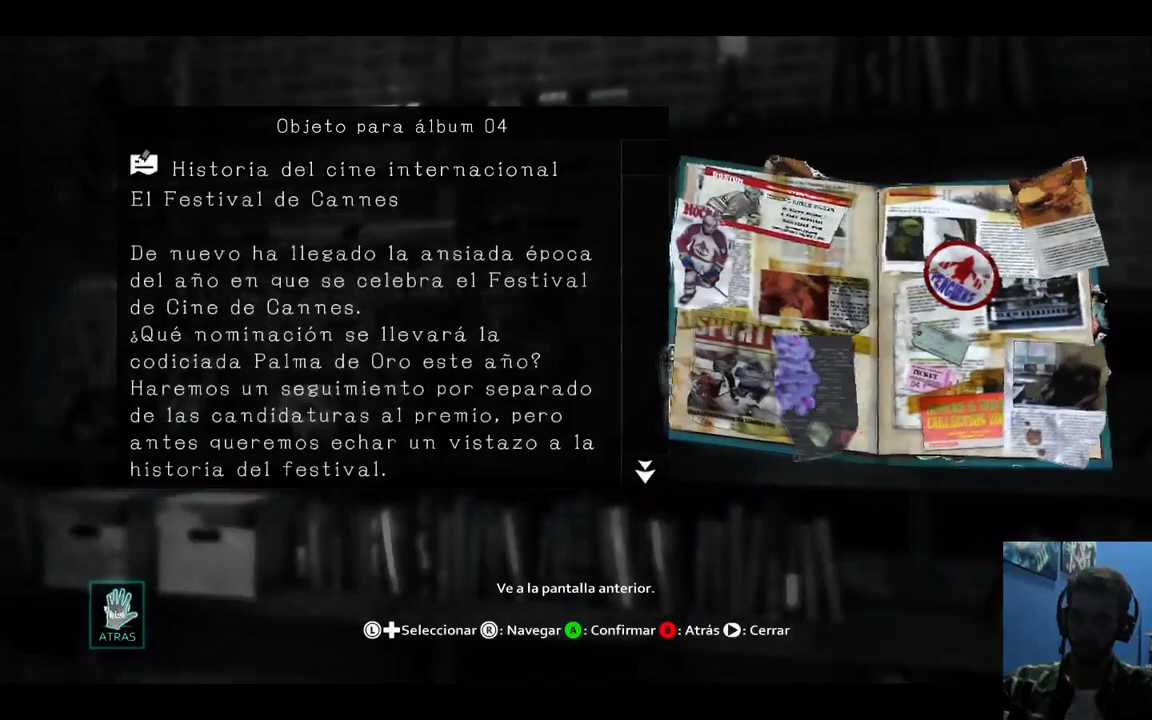 Objeto para álbum 04
Historia del cine internacional
El Festival de Cannes
De nuevo ha llegado la ansiada época
del año en que se celebra el Festival
de Cine de Cannes.
¿Qué nominación se llevará la
codiciada Palma de Oro este año?
Haremos un seguimiento por separado
de las candidaturas al premio, pero
antes queremos echar un vistazo a la
historia del festival.
BOSTON
SPORT
TICKET
Ve a la pantalla anterior.
ATRÁS
L Seleccionar R: Navegar A: Confirmar B: Atrás : Cerrar